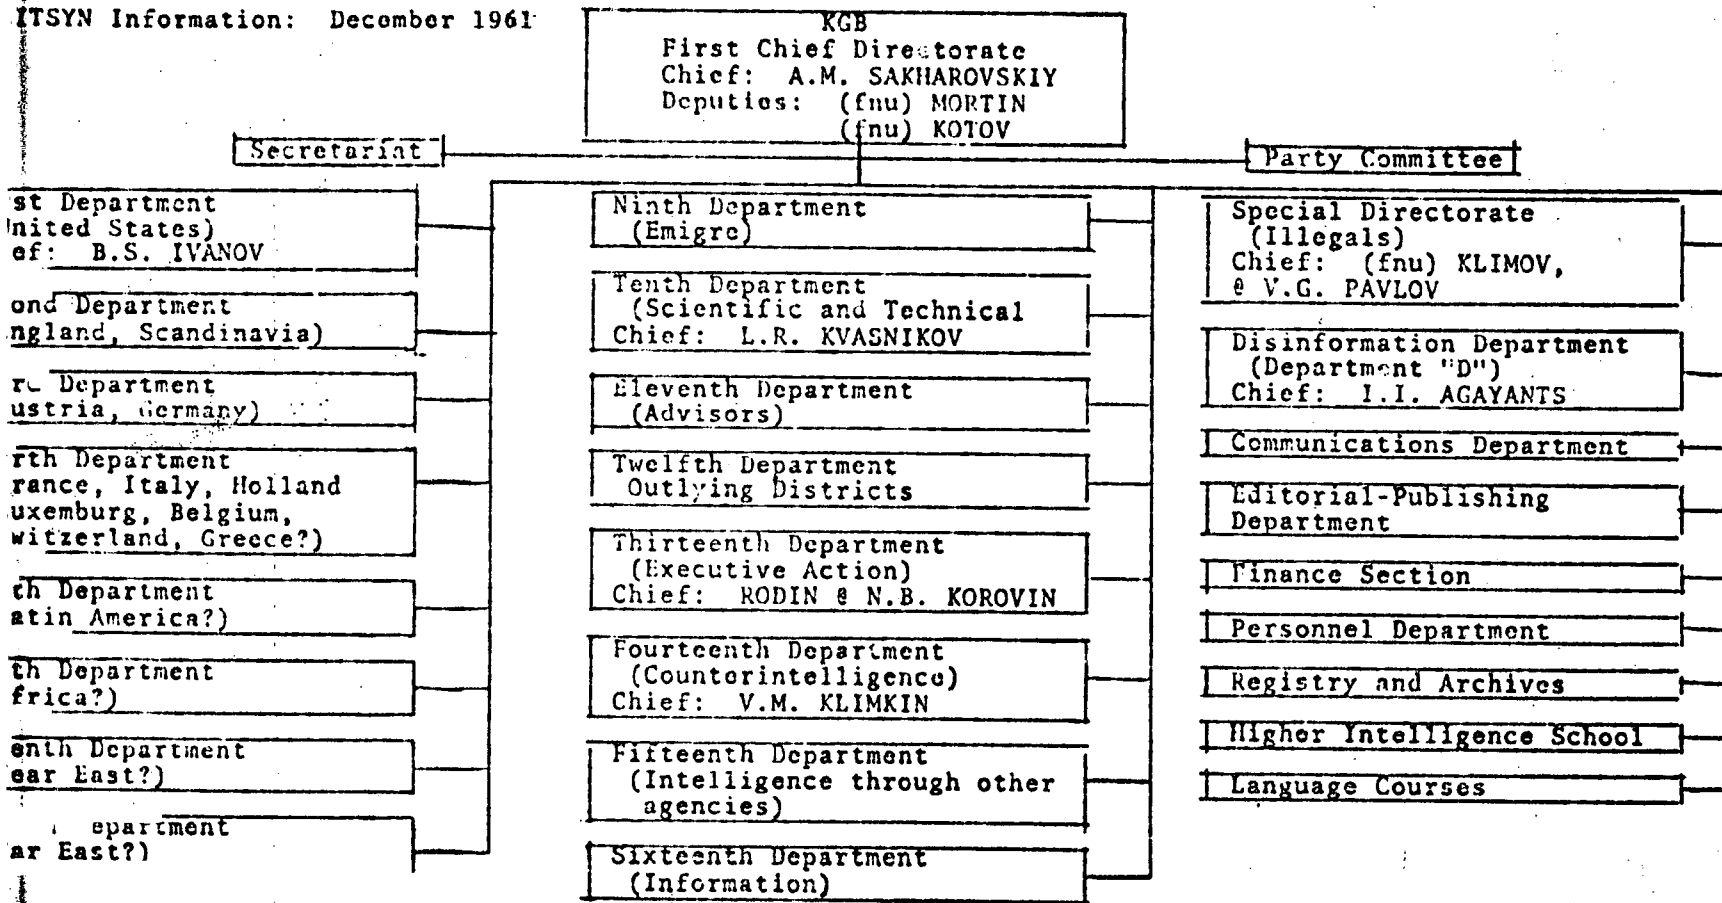 ITSYN Information: December 1961
KGB
First Chief Directorate
Chief: A.M. SAKHAROVSKIY
Deputies: (fnu) MORTIN
(fnu) KOTOV
Secretariat
Party Committee
st Department
nited States)
ef: B.S. IVANOV
ond Department
ngland, Scandinavia)
Department
ustria, Germany)
rth Department
rance, Italy, Holland
uxemburg, Belgium,
witzerland, Greece?)
th Department
atin America?)
th Department
frica?)
enth Department
ear East?)
epartment
ar East?)
Ninth Department
(Emigre)
Tenth Department
(Scientific and Technical
Chief: L.R. KVASNIKOV
Eleventh Department
(Advisors)
Twelfth Department
Outlying Districts
Thirteenth Department
(Executive Action)
Chief: RODIN @ N.B. KOROVIN
Fourteenth Department
(Counterintelligence)
Chief: V.M. KLIMKIN
Fifteenth Department
(Intelligence through other
agencies)
Sixteenth Department
(Information)
Special Directorate
(Illegals)
Chief: (fnu) KLIMOV,
@ V.G. PAVLOV
Disinformation Department
(Department "D")
Chief: I.I. AGAYANTS
Communications Department
Editorial-Publishing
Department
Finance Section
Personnel Department
Registry and Archives
Higher Intelligence School
Language Courses